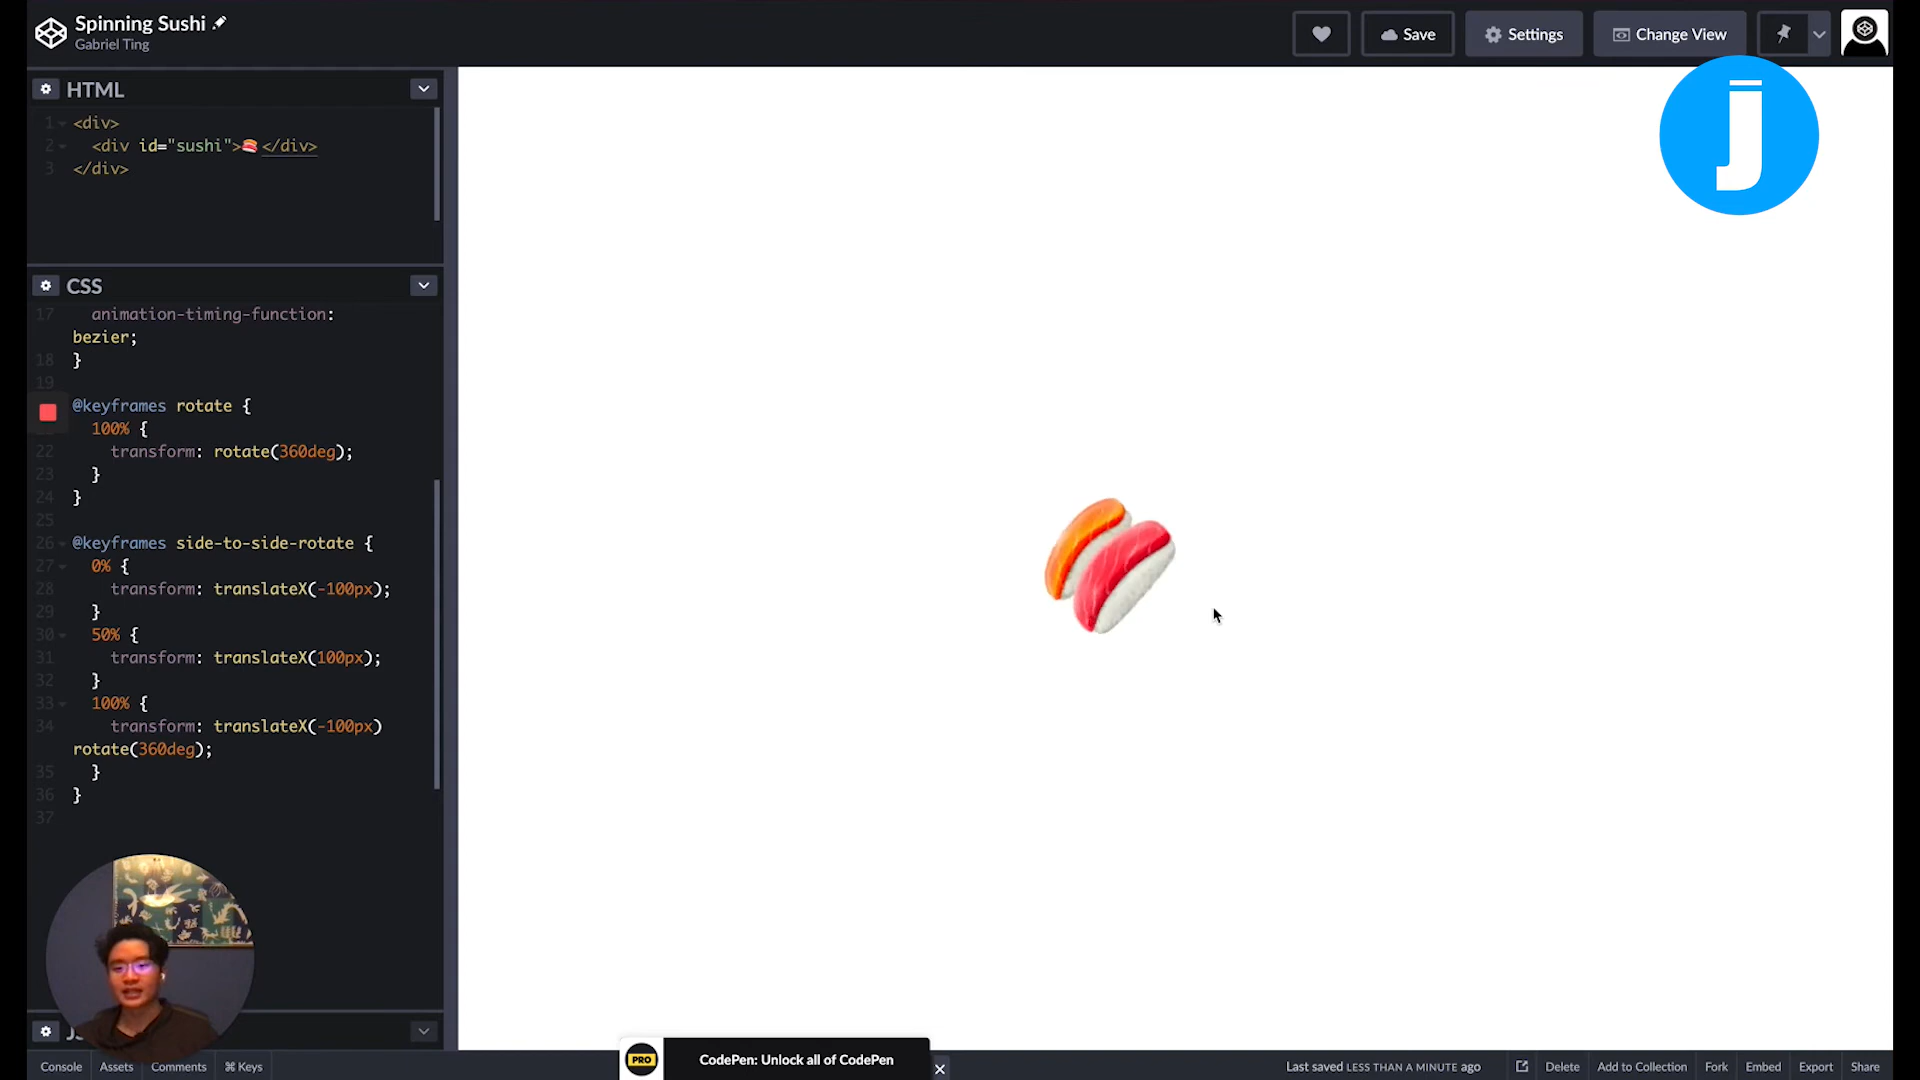 Spinning Sushi
Gabriel Ting
Save
Settings
Change View
J
HTML
1 <div>
2 <div id="sushi">🍣</div>
3 </div>
CSS
17 animation-timing-function:
bezier;
18 }
19
@keyframes rotate {
100% {
22 transform: rotate(360deg);
23 }
24 }
25
26 @keyframes side-to-side-rotate {
27 0% {
28 transform: translateX(-100px);
29 }
30 50% {
31 transform: translateX(100px);
32 }
33 100% {
34 transform: translateX(-100px)
rotate(360deg);
35 }
36 }
37
PRO
CodePen: Unlock all of CodePen
Console
Assets
Comments
⌘ Keys
Last saved LESS THAN A MINUTE ago
Delete
Add to Collection
Fork
Embed
Export
Share